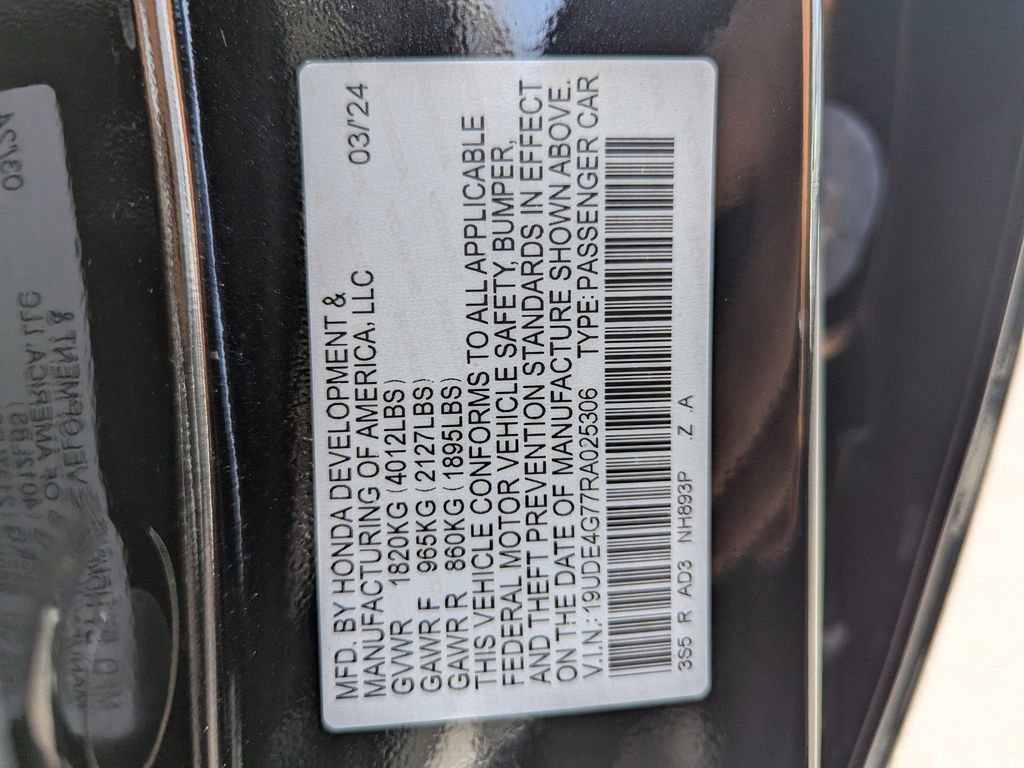 MFD. BY HONDA DEVELOPMENT &
MANUFACTURING OF AMERICA, LLC 03/'24
GVWR 1820KG (4012LBS)
GAWR F 965KG (2127LBS)
GAWR R 860KG (1895LBS)
THIS VEHICLE CONFORMS TO ALL APPLICABLE
FEDERAL MOTOR VEHICLE SAFETY, BUMPER,
AND THEFT PREVENTION STANDARDS IN EFFECT
ON THE DATE OF MANUFACTURE SHOWN ABOVE.
V.I.N.: 19UDE4G77RA025306 TYPE: PASSENGER CAR
3S5 R AD3 NH893P .Z .A